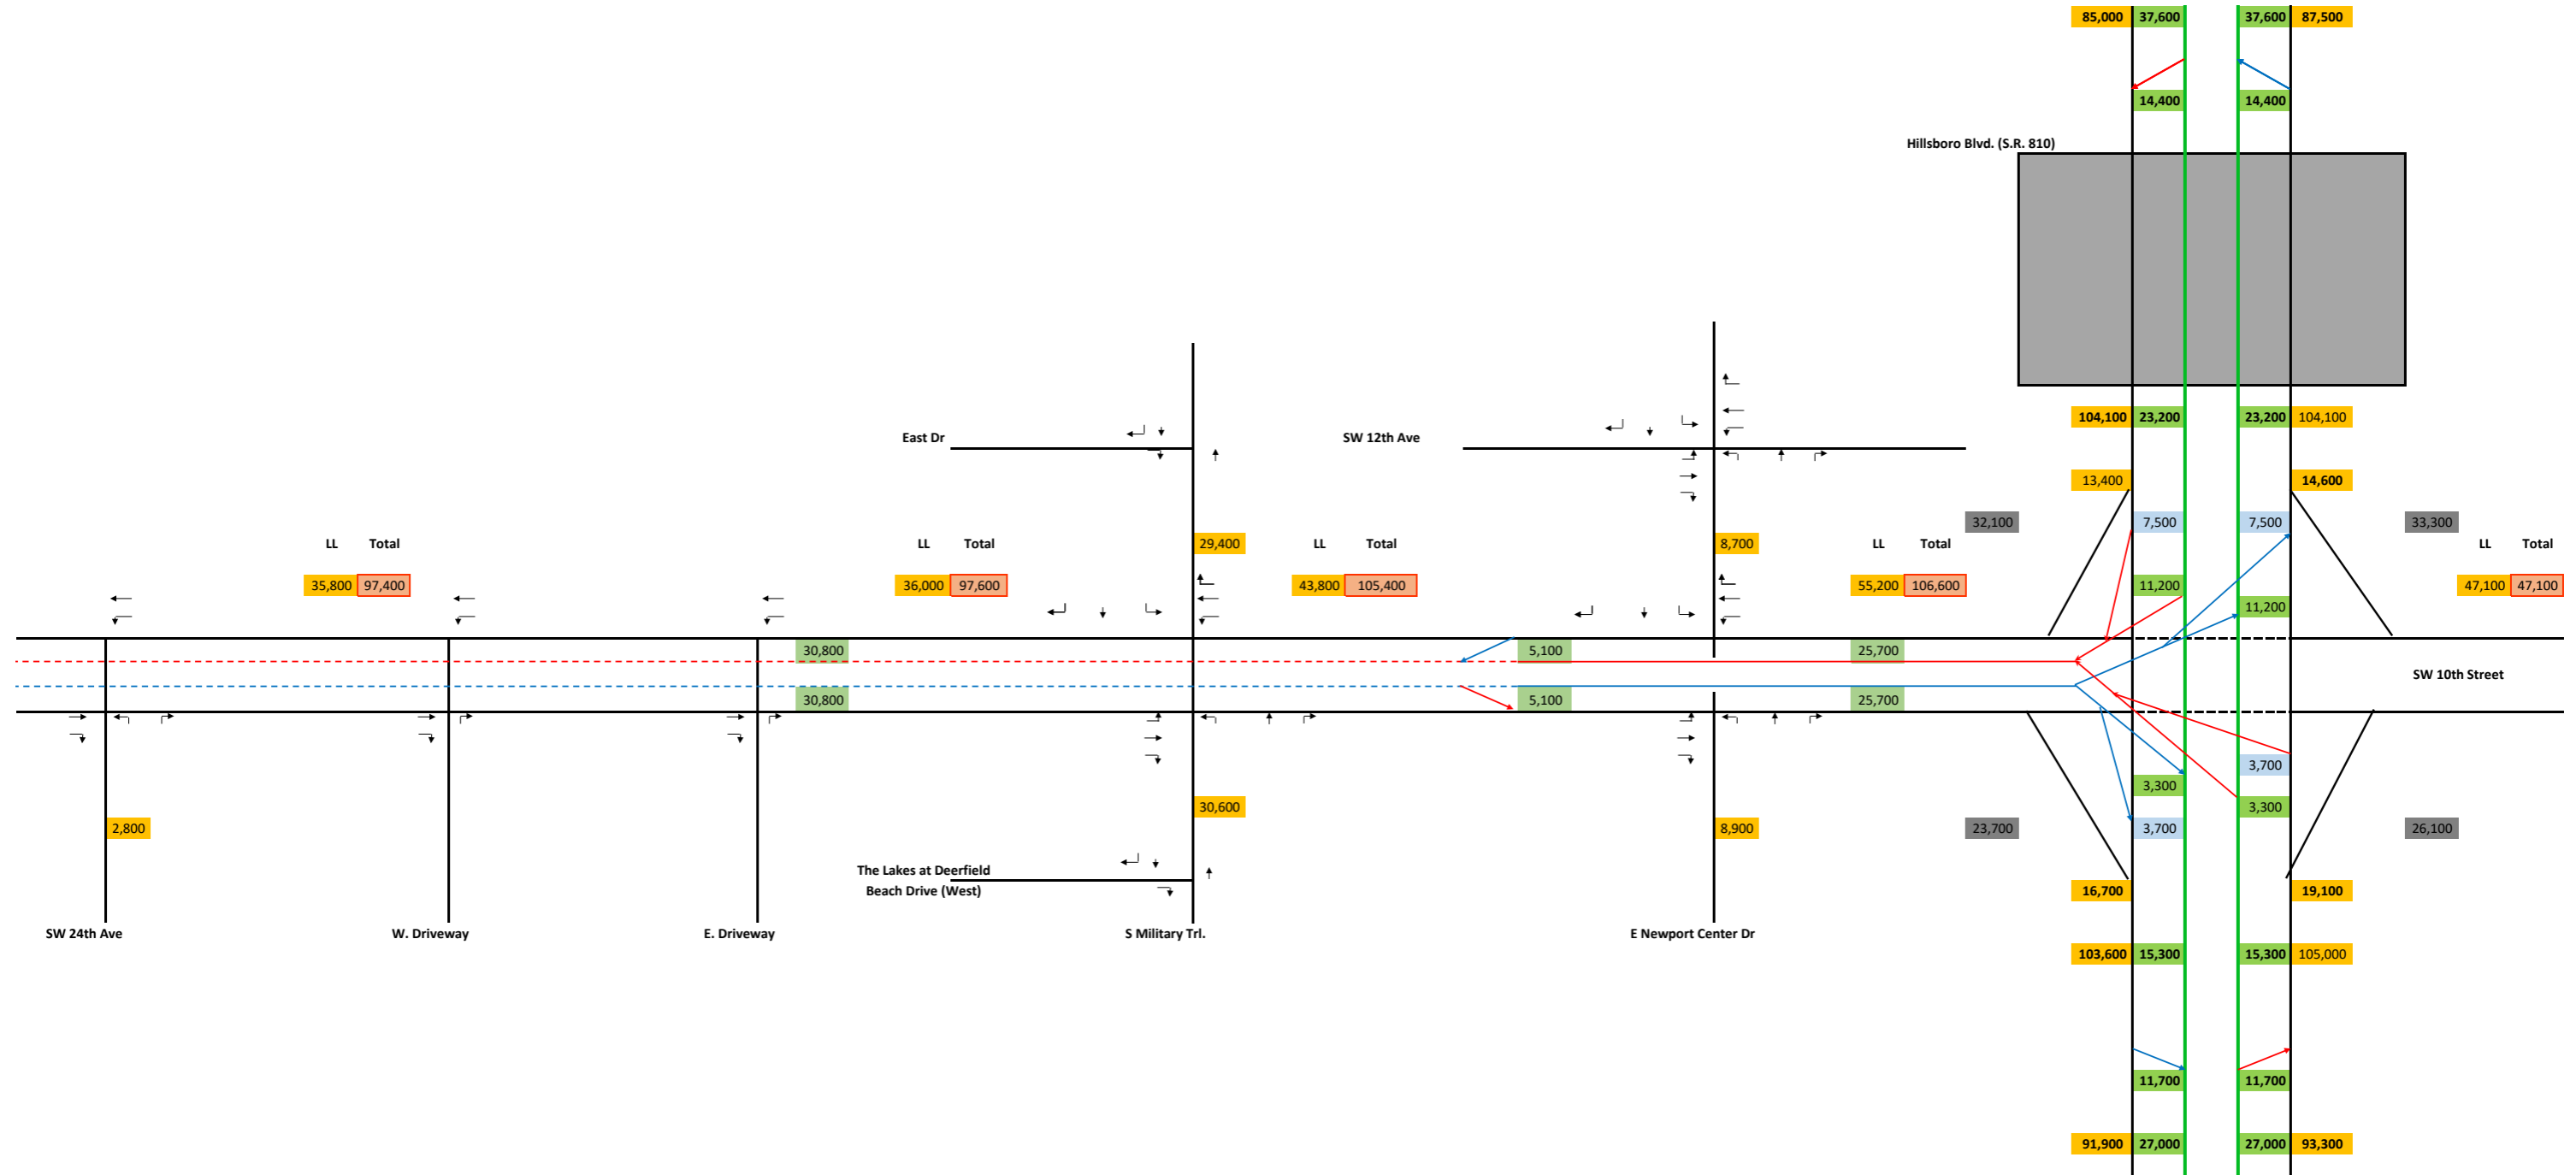 85,000 37,600 37,600 87,500
14,400 14,400
Hillsboro Blvd. (S.R. 810)
104,100 23,200 23,200 104,100
East Dr SW 12th Ave
13,400 14,600
32,100 7,500 7,500 33,300
LL Total LL Total 29,400 LL Total 8,700 LL Total LL Total
35,800 97,400 36,000 97,600 43,800 105,400 55,200 106,600 11,200 47,100 47,100
11,200
30,800 5,100 25,700
SW 10th Street
30,800 5,100 25,700
3,700
3,300
30,600 3,300
2,800 8,900 23,700 3,700 26,100
The Lakes at Deerfield
Beach Drive (West)
16,700 19,100
SW 24th Ave W. Driveway E. Driveway S Military Trl. E Newport Center Dr
103,600 15,300 15,300 105,000
11,700 11,700
91,900 27,000 27,000 93,300